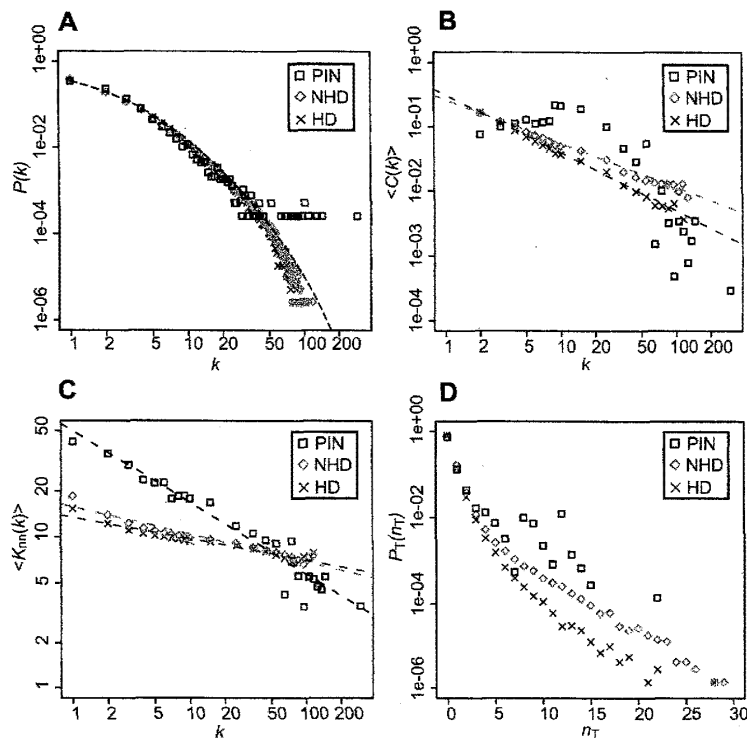 A
B
1e+00
1e-02
1e-04
1e-06
P(k)
PIN
NHD
HD
1 2 5 10 20 50 100 200
k
1e+00
1e-01
1e-02
1e-03
1e-04
<C(k)>
PIN
NHD
HD
1 2 5 10 20 50 100 200
k
C
D
50
20
10
5
2
1
<Knn(k)>
PIN
NHD
HD
1 2 5 10 20 50 100 200
k
1e+00
1e-02
1e-04
1e-06
PT(nT)
PIN
NHD
HD
0 5 10 15 20 25 30
nT